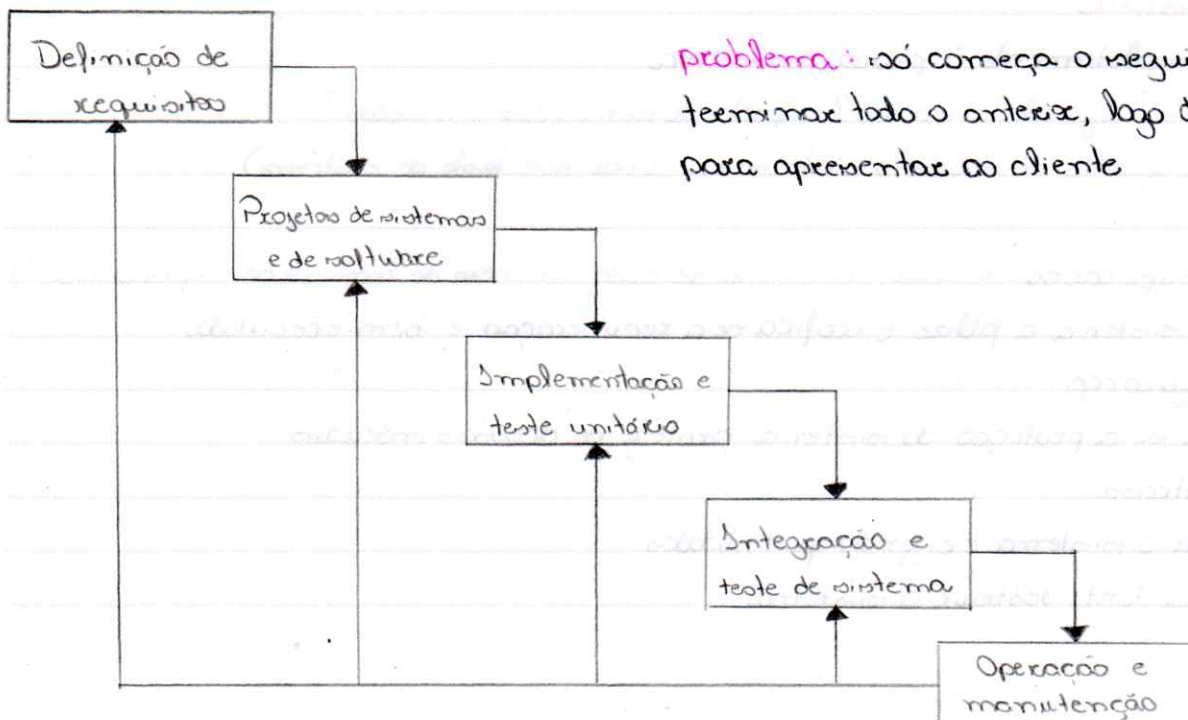 Definição de
requisitos
problema: só começa o
terminar todo o anterior, logo
para apresentar ao cliente
Projetos de sistemas
e de software
Implementação e
teste unitário
Integração e
teste de sistema
Operação e
manutenção